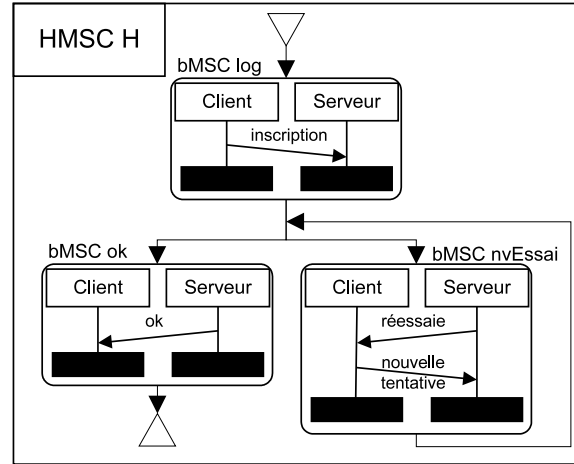 HMSC H
bMSC log
Client
Serveur
inscription
bMSC ok
Client
Serveur
ok
bMSC nvEssai
Client
Serveur
réessaie
nouvelle
tentative